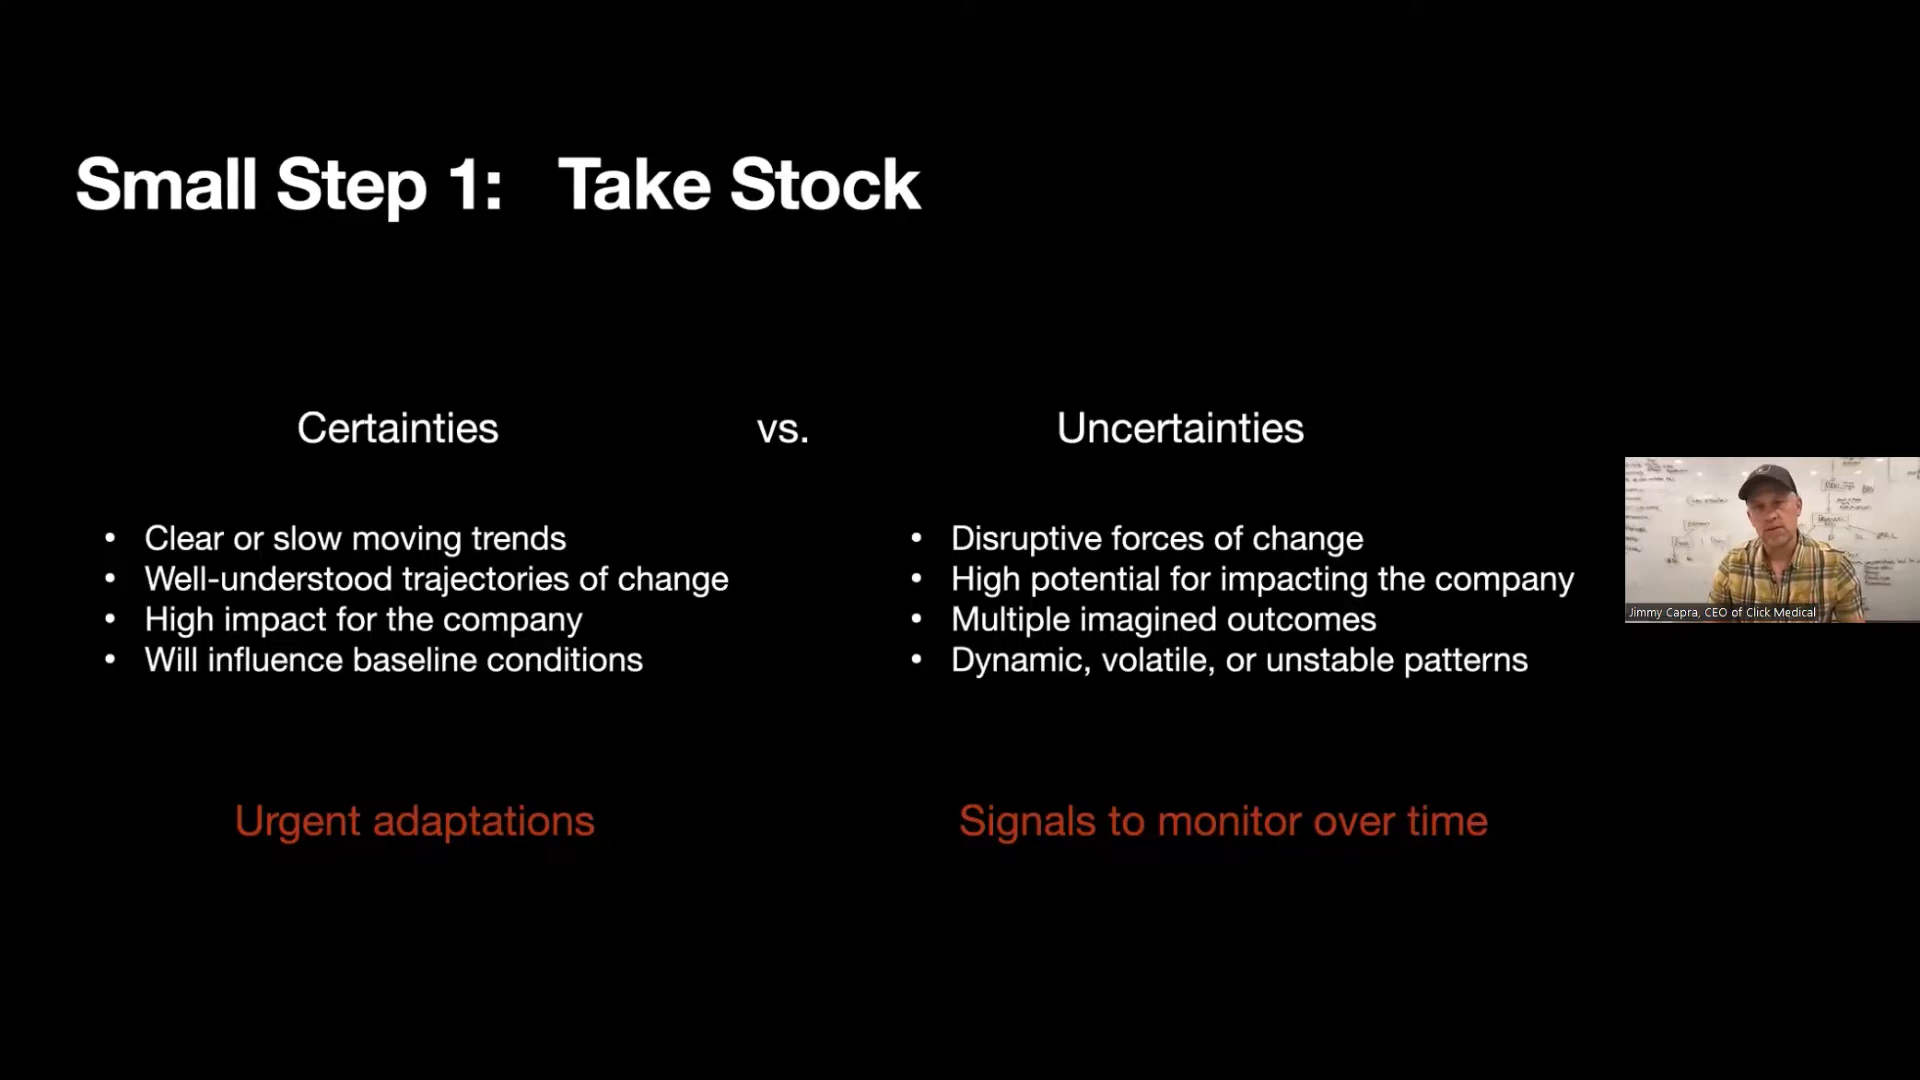 Small Step 1: Take Stock
Certainties vs. Uncertainties
• Clear or slow moving trends
• Well-understood trajectories of change
• High impact for the company
• Will influence baseline conditions
• Disruptive forces of change
• High potential for impacting the company
• Multiple imagined outcomes
• Dynamic, volatile, or unstable patterns
Urgent adaptations
Signals to monitor over time
Jimmy Capra, CEO of Click Medical